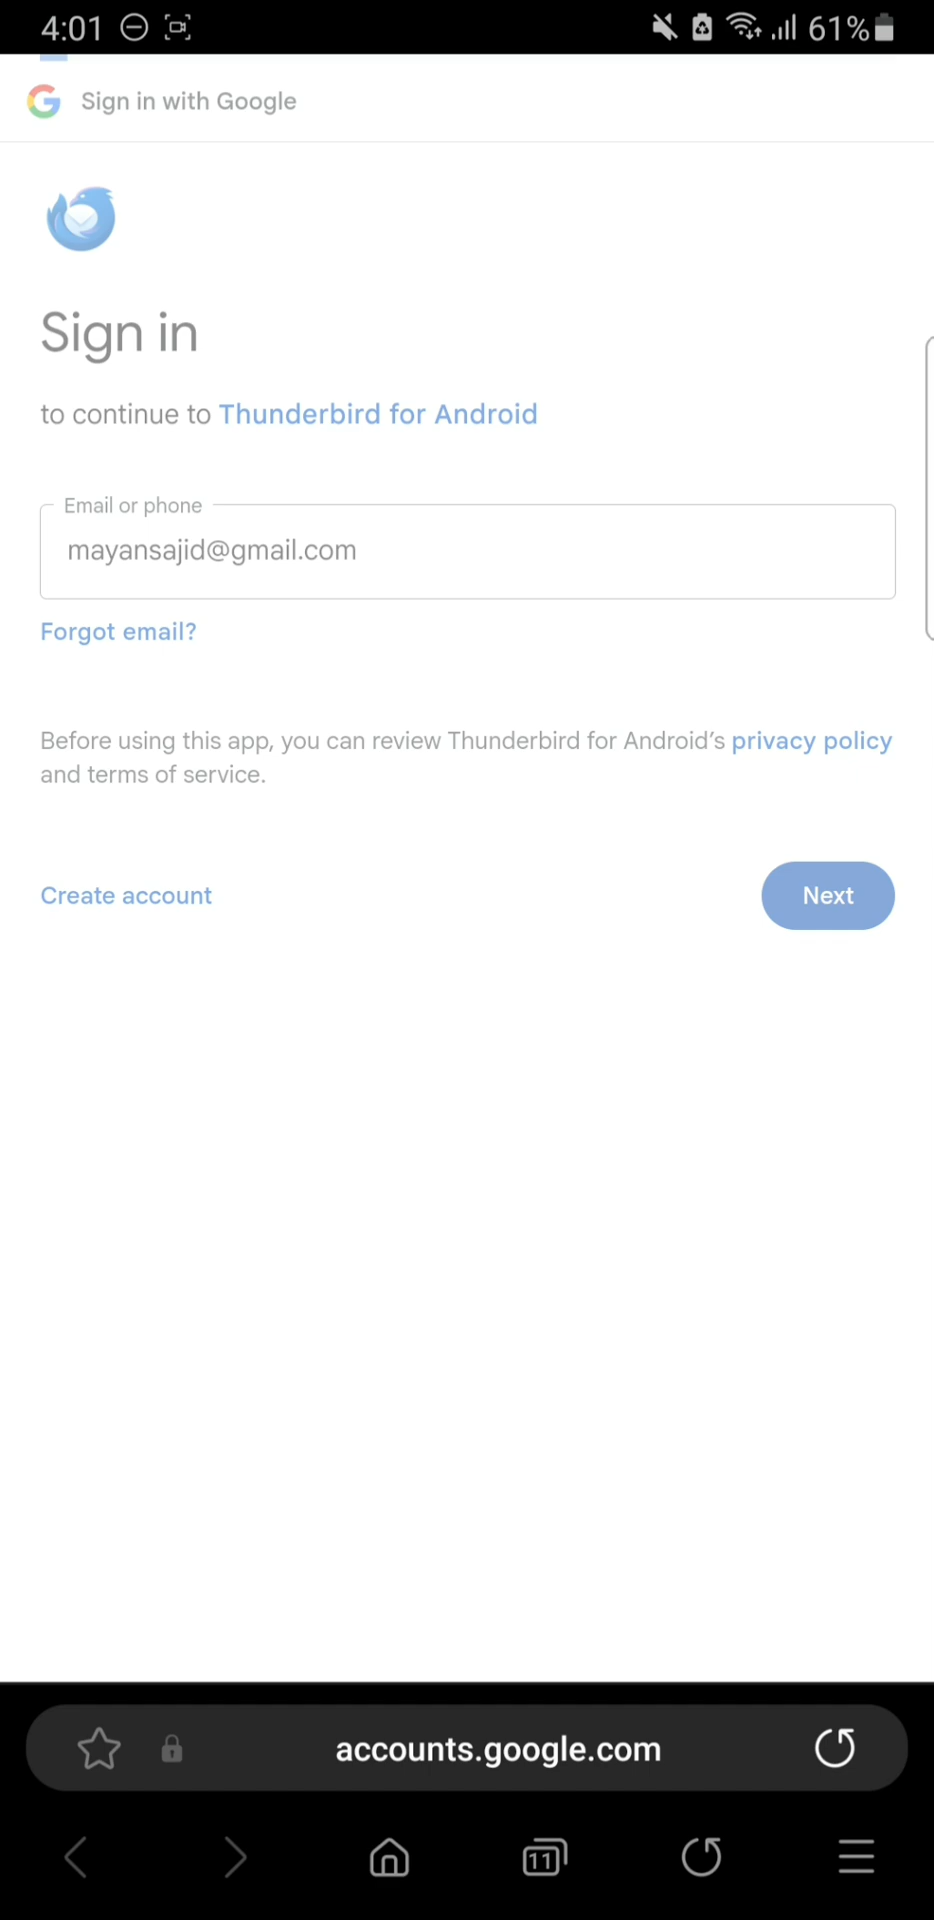 4:01
61%
Sign in with Google
Sign in
to continue to Thunderbird for Android
Email or phone
mayansajid@gmail.com
Forgot email?
Before using this app, you can review Thunderbird for Android’s privacy policy
and terms of service.
Create account
Next
accounts.google.com
11